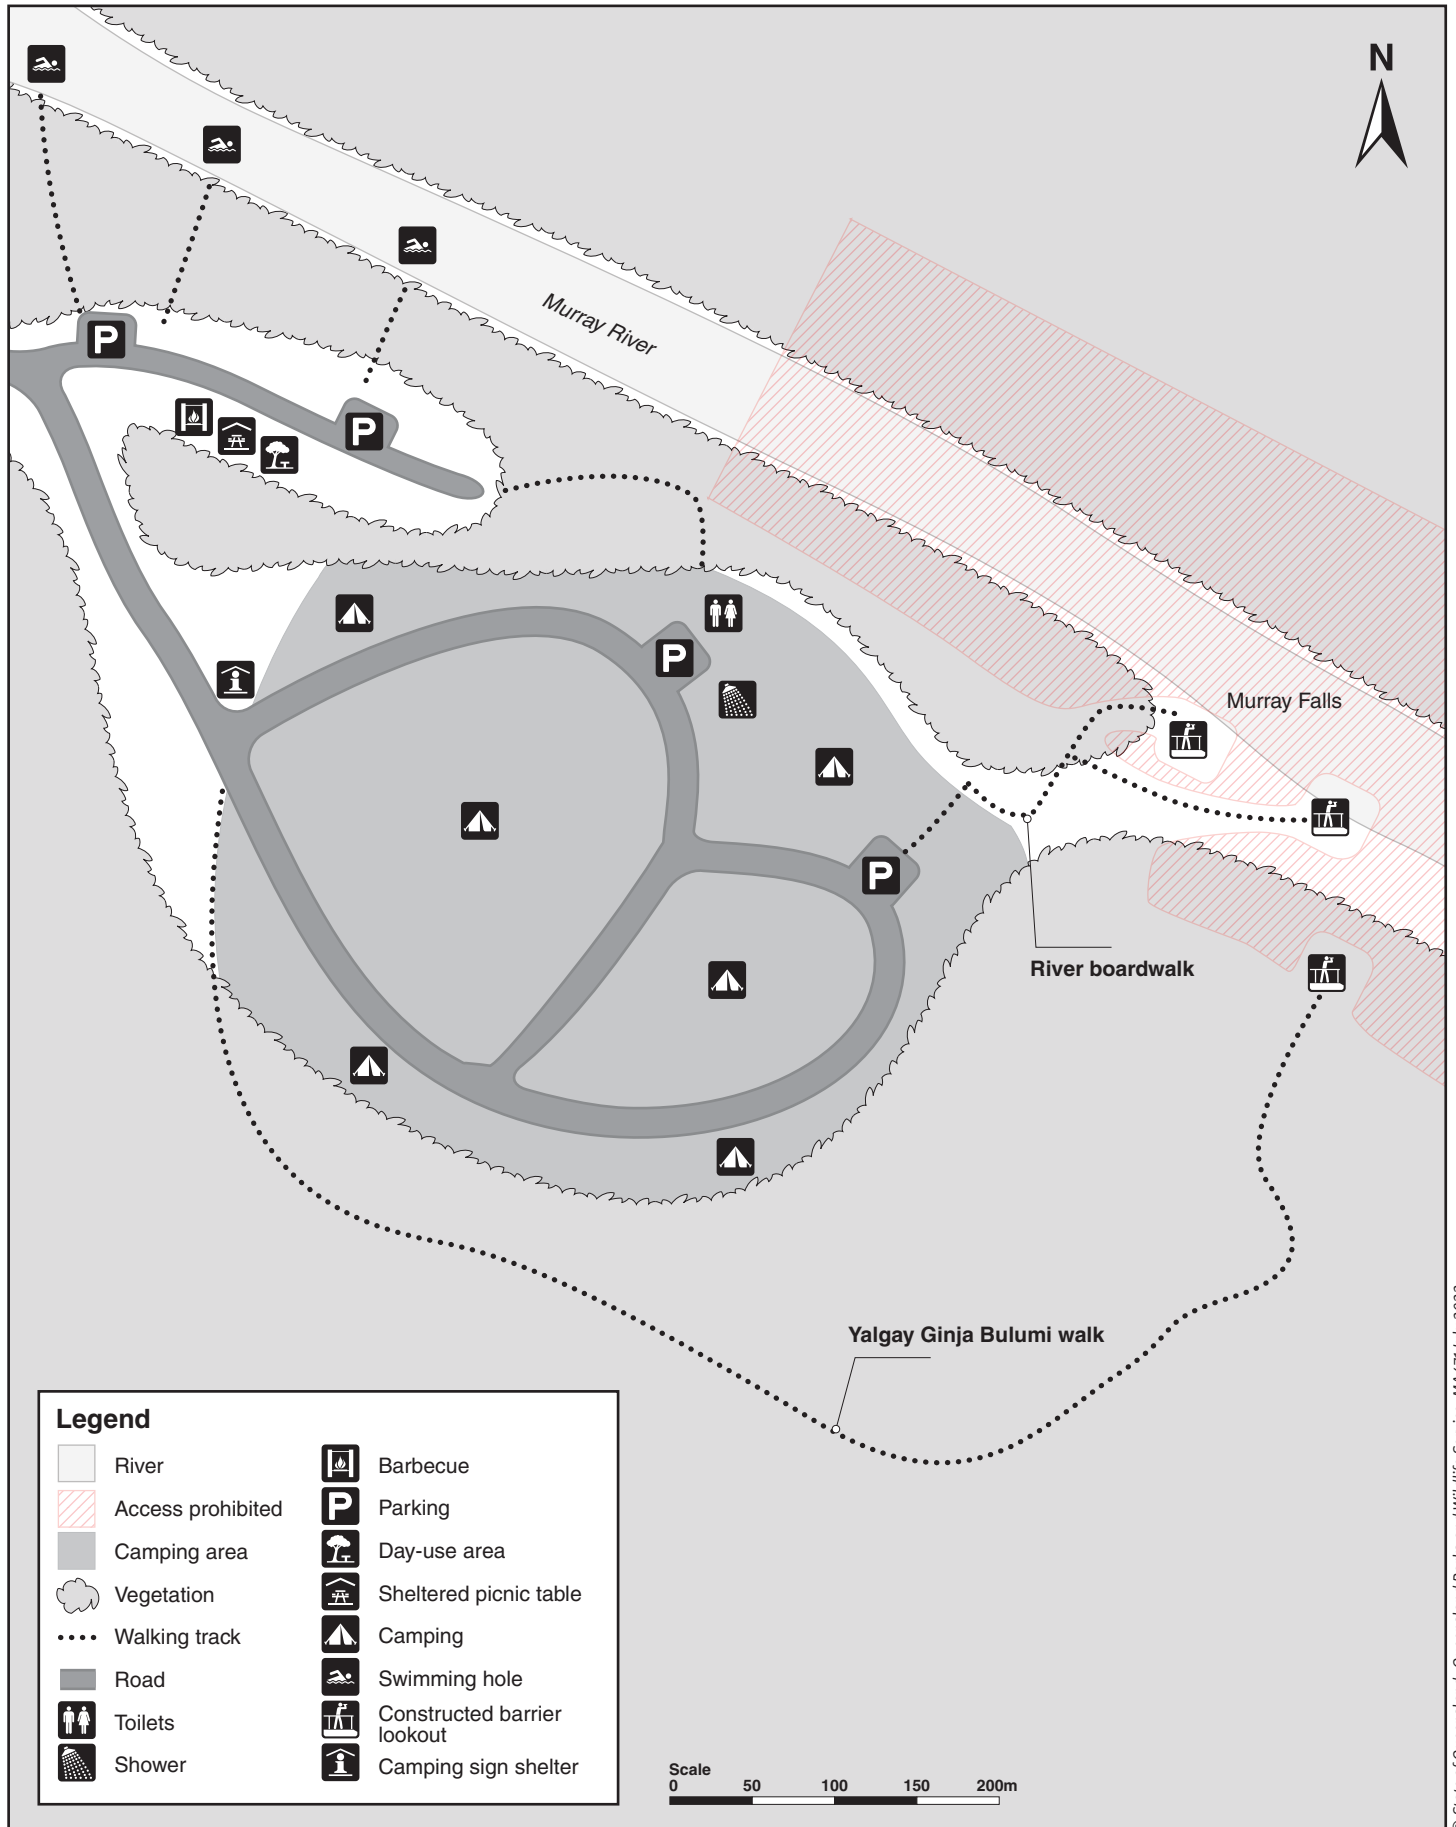 N
P
Murray River
P
P
Murray Falls
P
River boardwalk
Yalgay Ginja Bulumi walk
Legend
River
Access prohibited
Camping area
Vegetation
Walking track
Road
Toilets
Shower
Barbecue
P Parking
Day-use area
Sheltered picnic table
Camping
Swimming hole
Constructed barrier
lookout
Camping sign shelter
Scale
0 50 100 150 200m